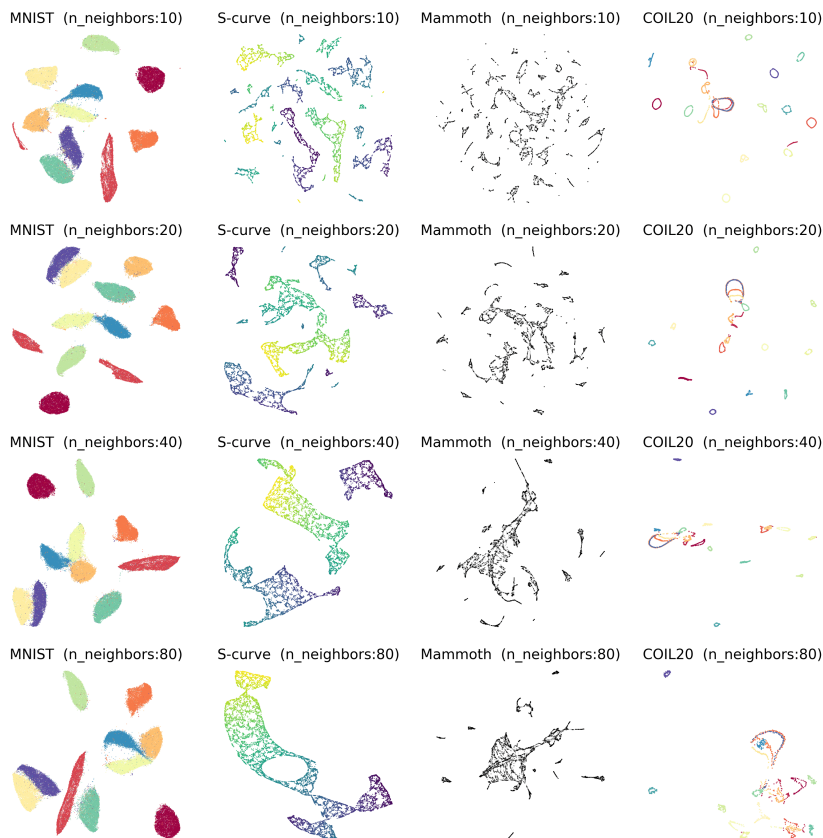 MNIST (n_neighbors:10) S-curve (n_neighbors:10) Mammoth (n_neighbors:10) COIL20 (n_neighbors:10)
MNIST (n_neighbors:20) S-curve (n_neighbors:20) Mammoth (n_neighbors:20) COIL20 (n_neighbors:20)
MNIST (n_neighbors:40) S-curve (n_neighbors:40) Mammoth (n_neighbors:40) COIL20 (n_neighbors:40)
MNIST (n_neighbors:80) S-curve (n_neighbors:80) Mammoth (n_neighbors:80) COIL20 (n_neighbors:80)